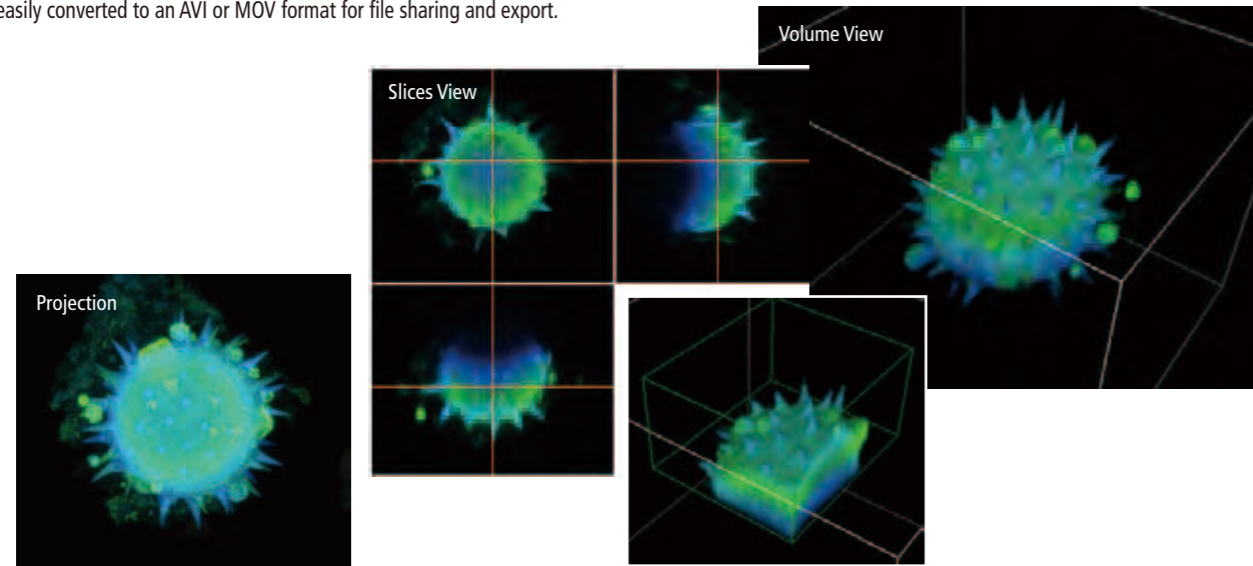 easily converted to an AVI or MOV format for file sharing and export.
Volume View
Slices View
Projection